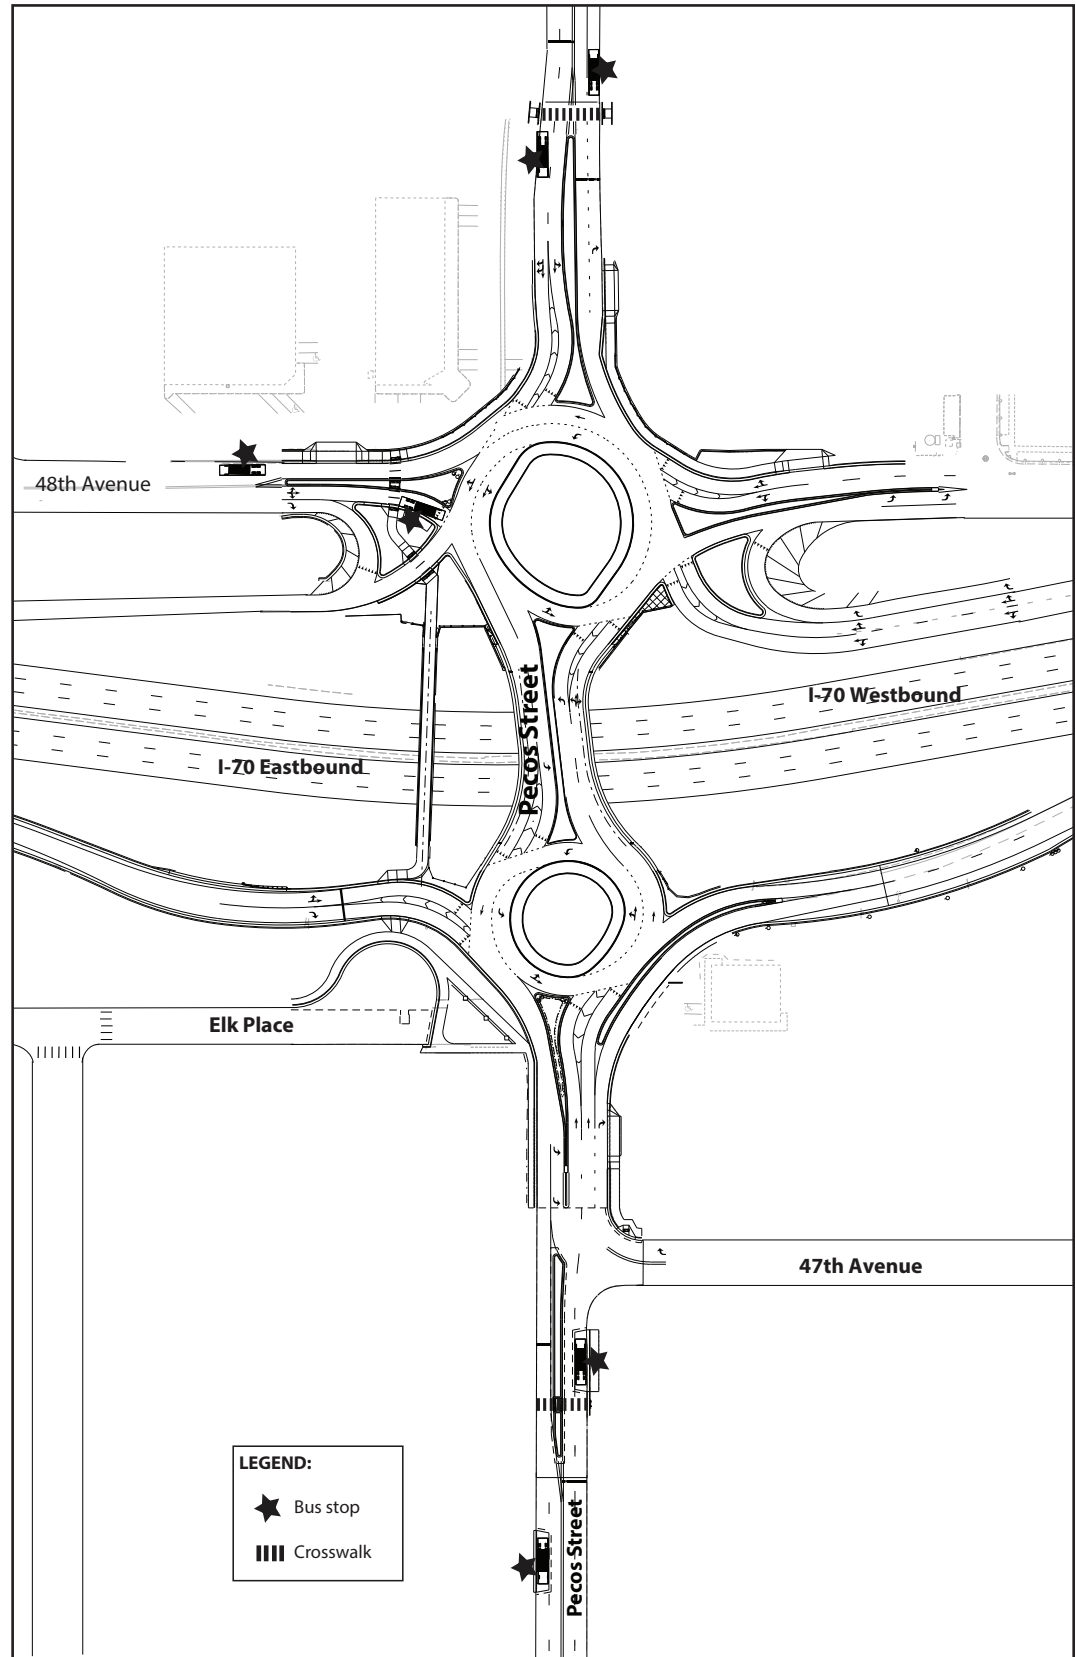 48th Avenue
Pecos Street
I-70 Westbound
I-70 Eastbound
Elk Place
47th Avenue
LEGEND:
Bus stop
Crosswalk
Pecos Street